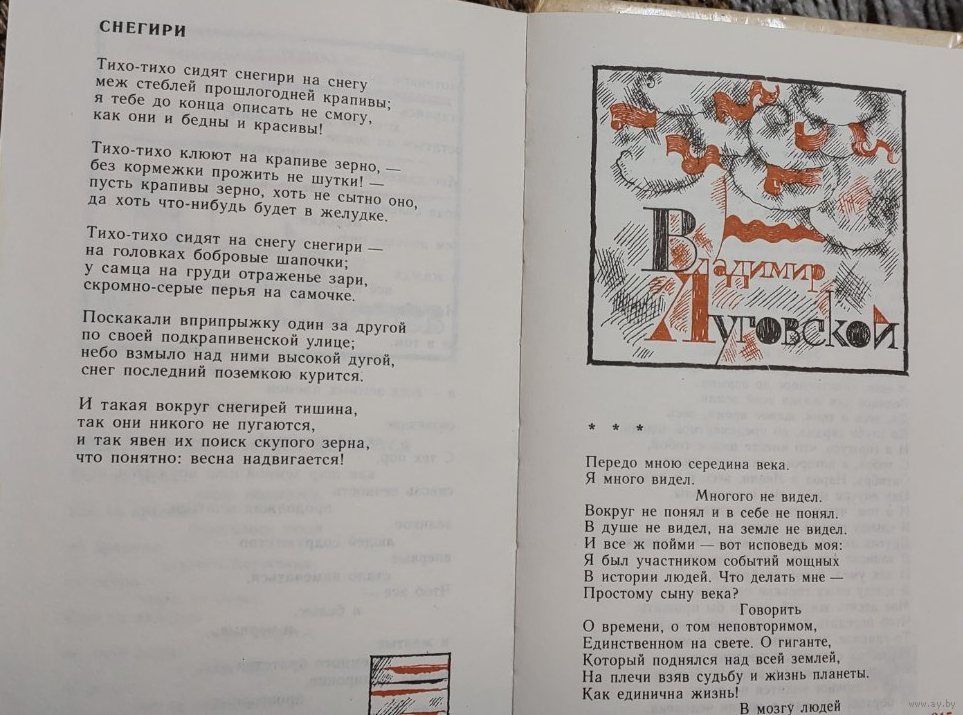 СНЕГИРИ
Тихо-тихо сидят снегири на снегу
меж стеблей прошлогодней крапивы;
я тебе до конца описать не смогу,
как они и бедны и красивы!
Тихо-тихо клюют на крапиве зерно, —
без кормежки прожить не шутки! —
пусть крапивы зерно, хоть не сытно оно,
да хоть что-нибудь будет в желудке.
Тихо-тихо сидят на снегу снегири —
на головках бобровые шапочки;
у самца на груди отраженье зари,
скромно-серые перья на самочке.
Поскакали вприпрыжку один за другой
по своей подкрапивенской улице;
небо взмыло над ними высокой дугой,
снег последний поземкою курится.
И такая вокруг снегирей тишина,
так они никого не пугаются,
и так явен их поиск скупого зерна,
что понятно: весна надвигается!
Владимир
Луговской
* * *
Передо мною середина века.
Я много видел.
Многого не видел.
Вокруг не понял и в себе не понял.
В душе не видел, на земле не видел.
И все ж пойми — вот исповедь моя:
Я был участником событий мощных
В истории людей. Что делать мне —
Простому сыну века?
Говорить
О времени, о том неповторимом,
Единственном на свете. О гиганте,
Который поднялся над всей землей,
На плечи взяв судьбу и жизнь планеты.
Как единична жизнь!
В мозгу людей
www.ay.by